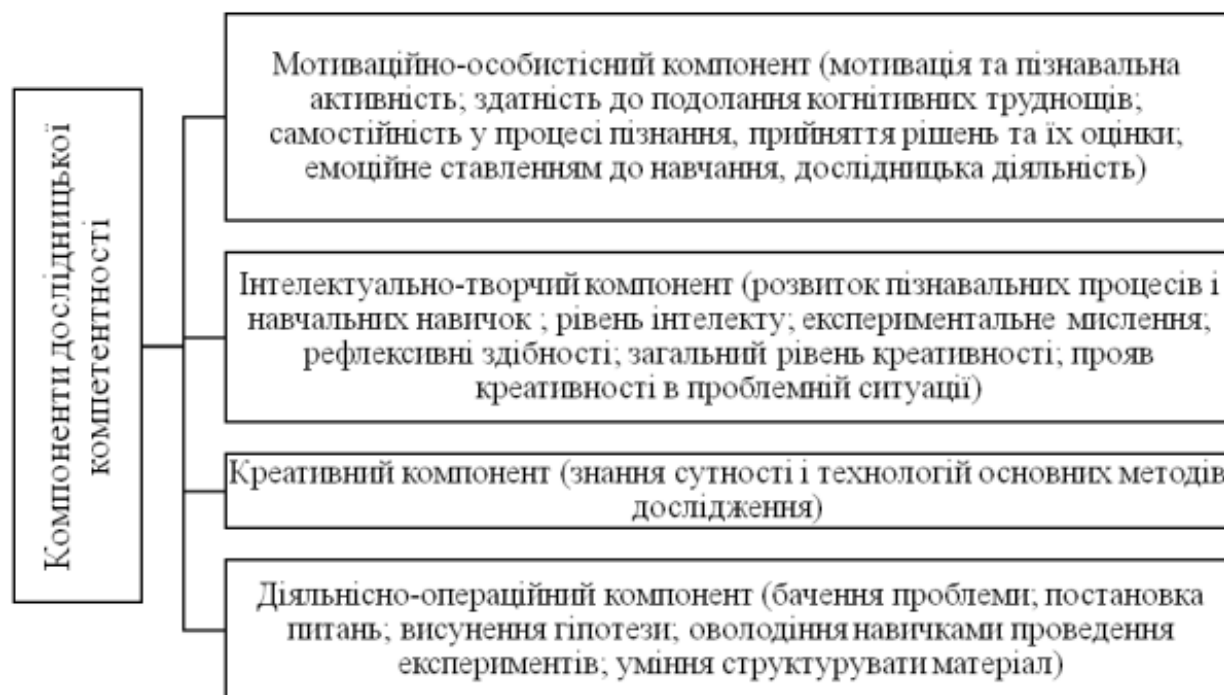 Компоненти дослідницької
компетентності
Мотиваційно-особистісний компонент (мотивація та пізнавальна
активність; здатність до подолання когнітивних труднощів;
самостійність у процесі пізнання, прийняття рішень та їх оцінки;
емоційне ставленням до навчання, дослідницька діяльність)
Інтелектуально-творчий компонент (розвиток пізнавальних процесів і
навчальних навичок ; рівень інтелекту; експериментальне мислення;
рефлексивні здібності; загальний рівень креативності; прояв
креативності в проблемній ситуації)
Креативний компонент (знання сутності і технологій основних методів
дослідження)
Діяльнісно-операційний компонент (бачення проблеми; постановка
питань; висунення гіпотези; оволодіння навичками проведення
експериментів; уміння структурувати матеріал)